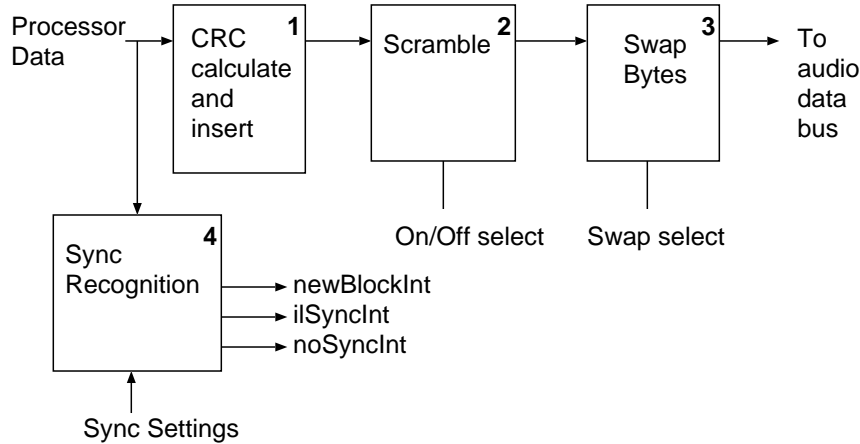 Processor
Data
1
CRC
calculate
and
insert
2
Scramble
3
Swap
Bytes
To
audio
data
bus
On/Off select
Swap select
4
Sync
Recognition
newBlockInt
ilSyncInt
noSyncInt
Sync Settings